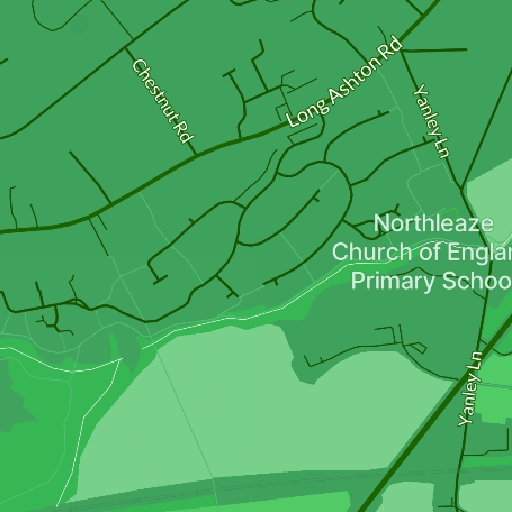 Chestnut Rd
Long Ashton Rd
Yanley Ln
Northleaze
Church of Englan
Primary Schoo
Yanley Ln